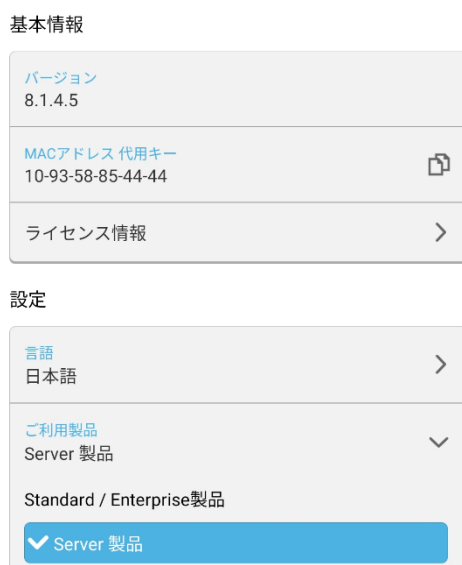 基本情報
バージョン
8.1.4.5
MACアドレス 代用キー
10-93-58-85-44-44
ライセンス情報
設定
言語
日本語
ご利用製品
Server 製品
Standard / Enterprise製品
Server 製品